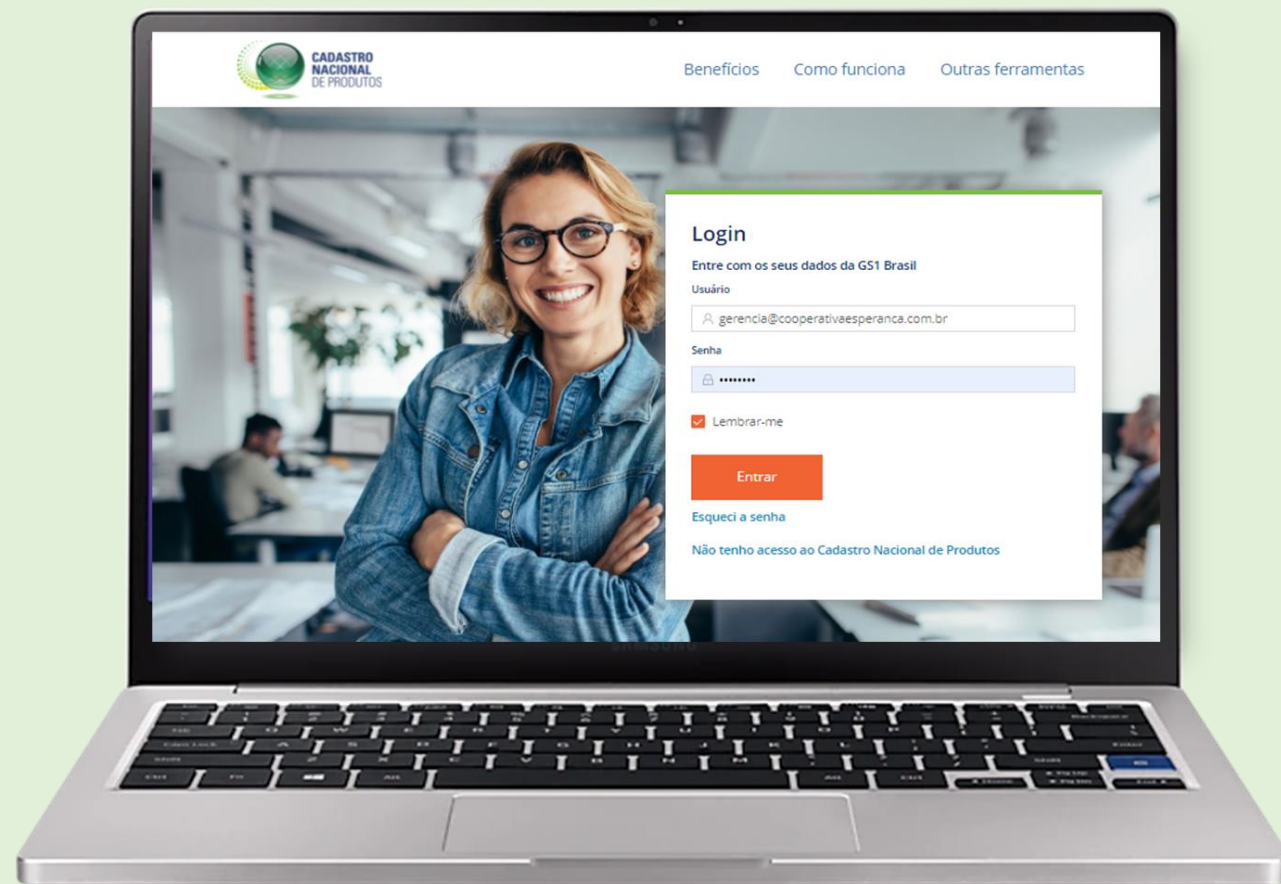 CADASTRO
NACIONAL
DE PRODUTOS
Benefícios Como funciona Outras ferramentas
Login
Entre com os seus dados da GS1 Brasil
Usuário
gerencia@cooperativaesperanca.com.br
Senha
••••••••
Lembrar-me
Entrar
Esqueci a senha
Não tenho acesso ao Cadastro Nacional de Produtos
SAMSUNG